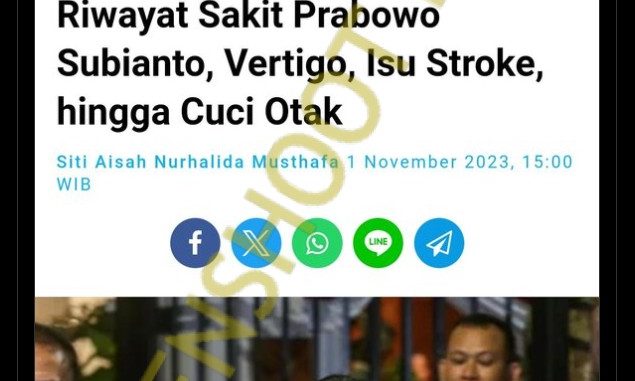 Riwayat Sakit Prabowo
Subianto, Vertigo, Isu Stroke,
hingga Cuci Otak
Siti Aisah Nurhalida Musthafa 1 November 2023, 15:00
WIB
LINE
ENSHOOT